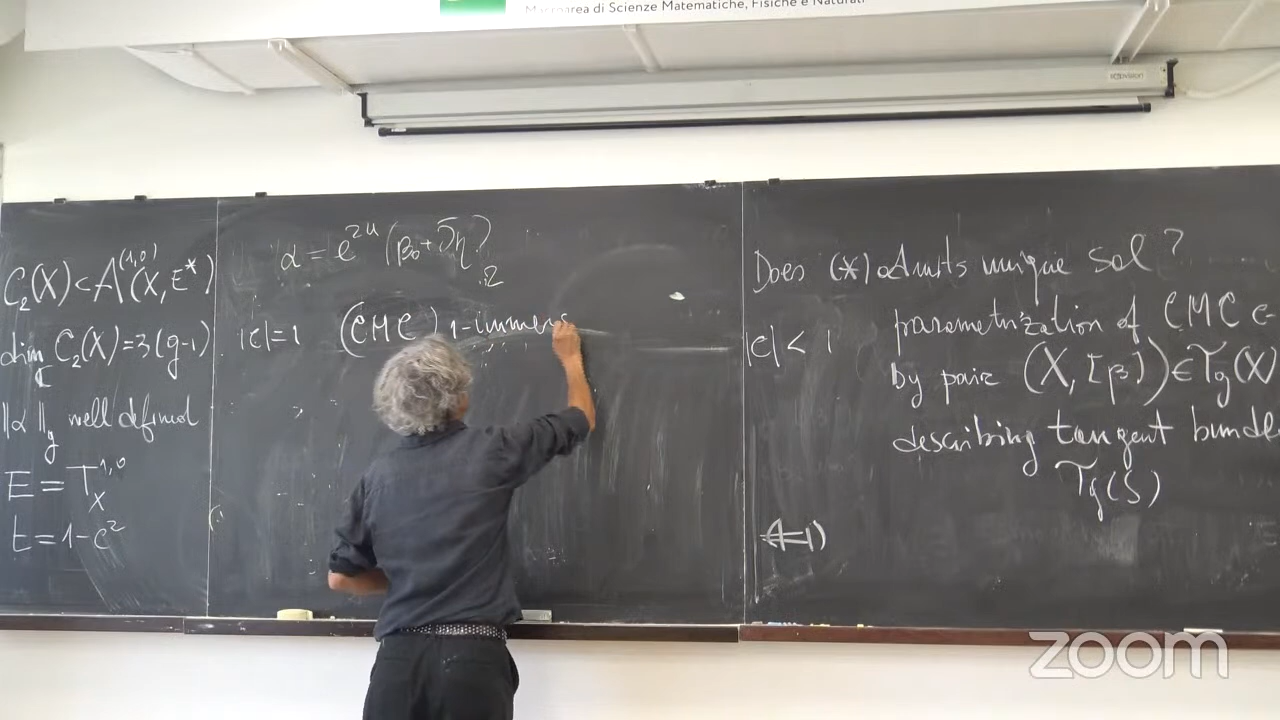 Macroarea di Scienze Matematiche, Fisiche e Naturali
C₂(X) < A^(1,0)(X, E*)
dim_ℂ C₂(X) = 3(g-1)
‖α‖_g well defined
E = T_X^{1,0}
t = 1-c²
α = e^{2u}(β₀ + ∂̄η)
|c| = 1 (CMC) 1-immers
Does (*) admits unique sol?
parametrization of CMC c-
|c| < 1
by pair (X, [β]) ∈ T_g(X)
describing tangent bundle
T_g(S)
zoom